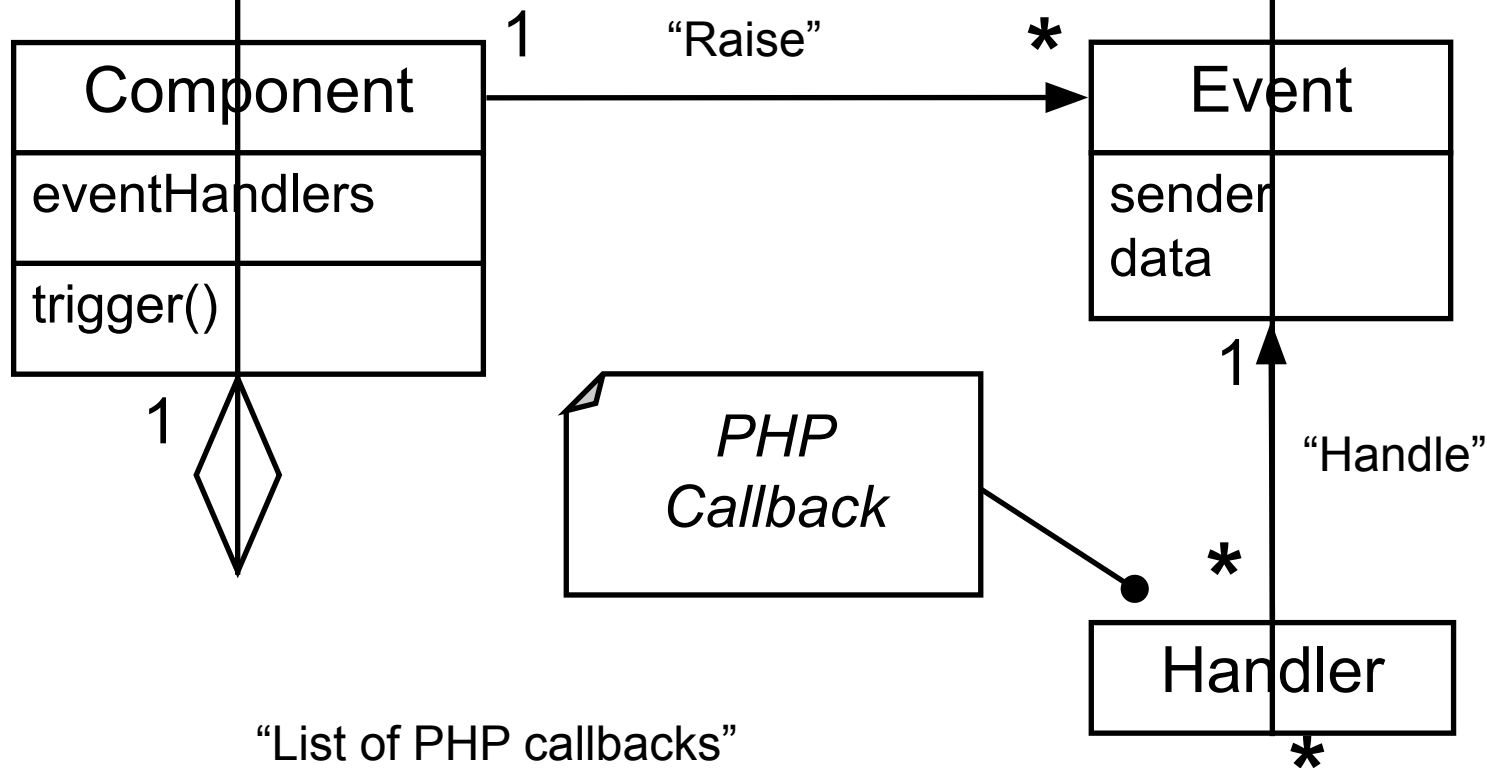 1
“Raise”
*
Component
Event
eventHandlers
sender
data
trigger()
1
1
PHP
Callback
“Handle”
*
Handler
“List of PHP callbacks”
*